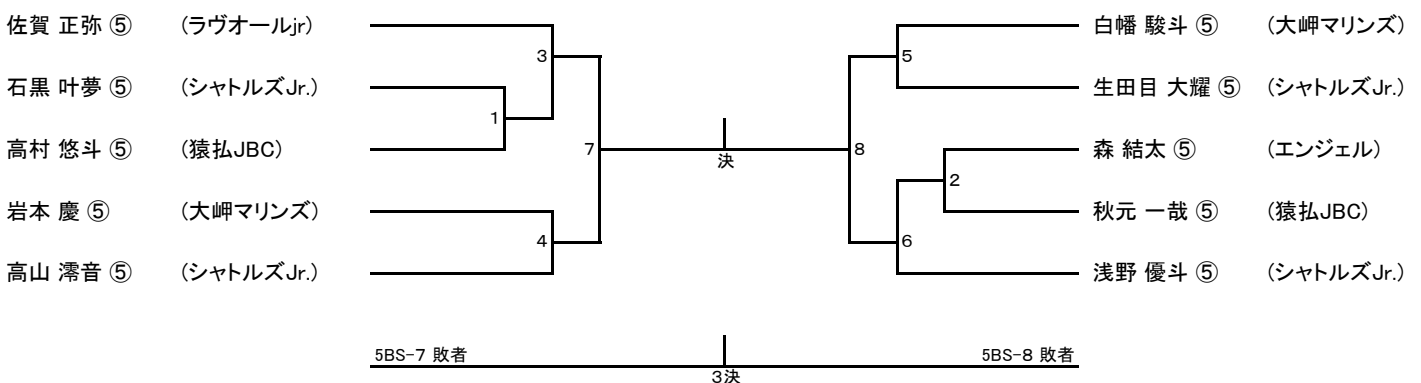 佐賀 正弥 ⑤ (ラヴオールjr) 白幡 駿斗 ⑤ (大岬マリンズ)
3 5
石黒 叶夢 ⑤ (シャトルズJr.) 生田目 大耀 ⑤ (シャトルズJr.)
1
高村 悠斗 ⑤ (猿払JBC) 7 決 8 森 結太 ⑤ (エンジェル)
2
岩本 慶 ⑤ (大岬マリンズ) 秋元 一哉 ⑤ (猿払JBC)
4 6
高山 澪音 ⑤ (シャトルズJr.) 浅野 優斗 ⑤ (シャトルズJr.)
5BS-7 敗者 5BS-8 敗者
3決